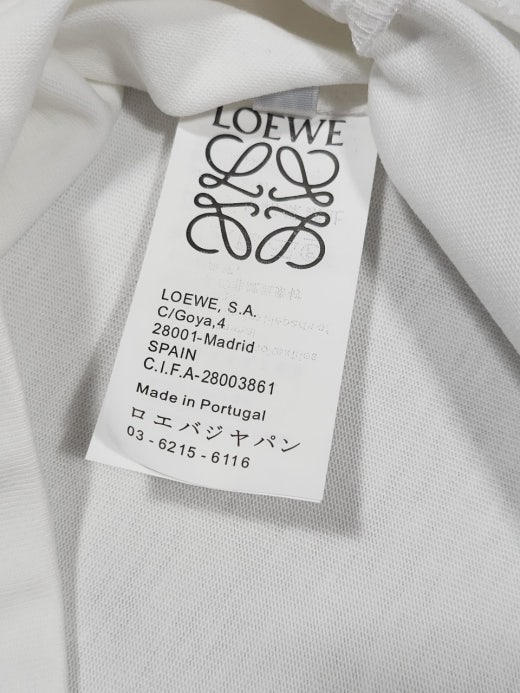 LOEWE
LOEWE, S.A.
C/Goya,4
28001-Madrid
SPAIN
C.I.F.A-28003861
Made in Portugal
ロエバジヤパン
03 - 6215 - 6116